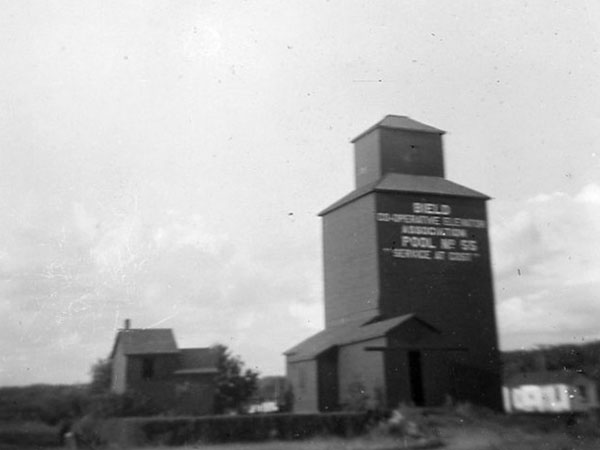 BIELD
CO-OPERATIVE ELEVATOR
ASSOCIATION
POOL No 55
"SERVICE AT COST"